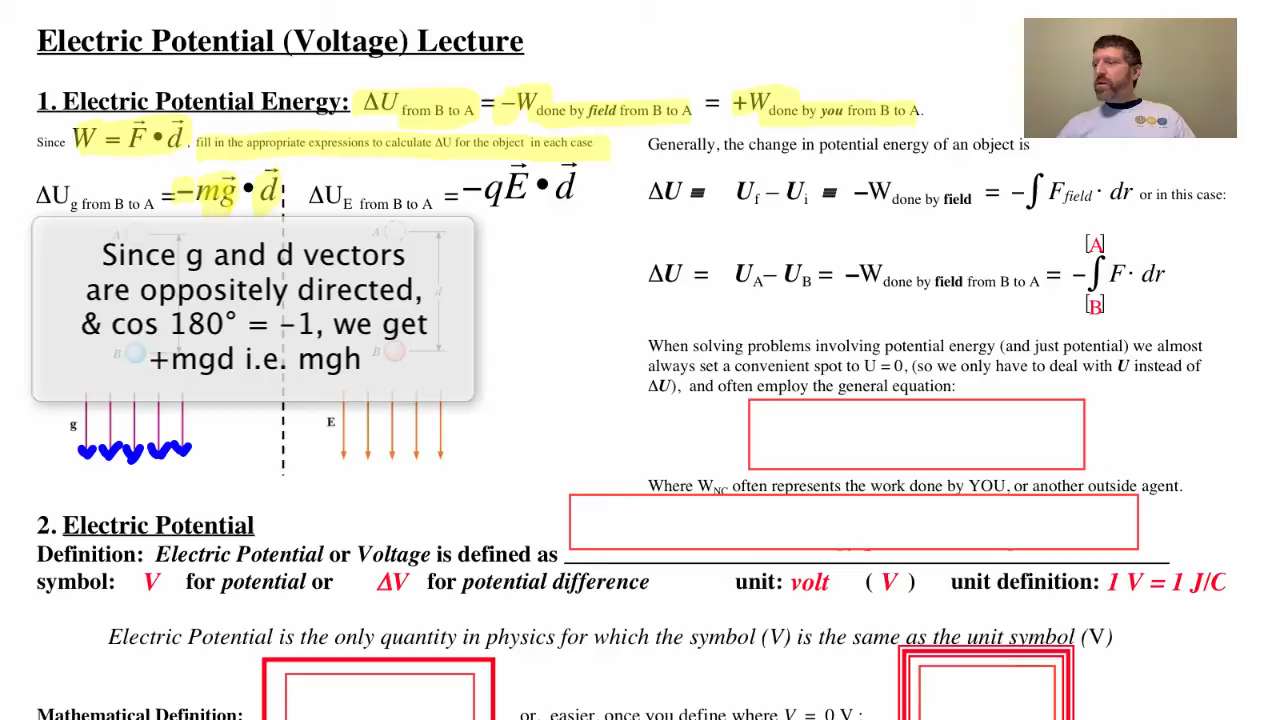 Electric Potential (Voltage) Lecture
1. Electric Potential Energy: ΔU from B to A = –W done by field from B to A = +W done by you from B to A.
Since W = F⃗ • d⃗ , fill in the appropriate expressions to calculate ΔU for the object in each case
ΔU g from B to A = −mg⃗ • d⃗ ΔU E from B to A = −qE⃗ • d⃗
A A
Since g and d vectors
are oppositely directed,
& cos 180° = -1, we get
+mgd i.e. mgh
d
B B
g E
Generally, the change in potential energy of an object is
ΔU ≡ U f – U i ≡ –W done by field = –∫ F field · dr or in this case:
ΔU = U A – U B = –W done by field from B to A = –∫ [A] [B] F · dr
When solving problems involving potential energy (and just potential) we almost
always set a convenient spot to U = 0, (so we only have to deal with U instead of
ΔU), and often employ the general equation:
Where W NC often represents the work done by YOU, or another outside agent.
2. Electric Potential
Definition: Electric Potential or Voltage is defined as
symbol: V for potential or ΔV for potential difference unit: volt ( V ) unit definition: 1 V = 1 J/C
Electric Potential is the only quantity in physics for which the symbol (V) is the same as the unit symbol (V)
Mathematical Definition: or, easier, once you define where V = 0 V :